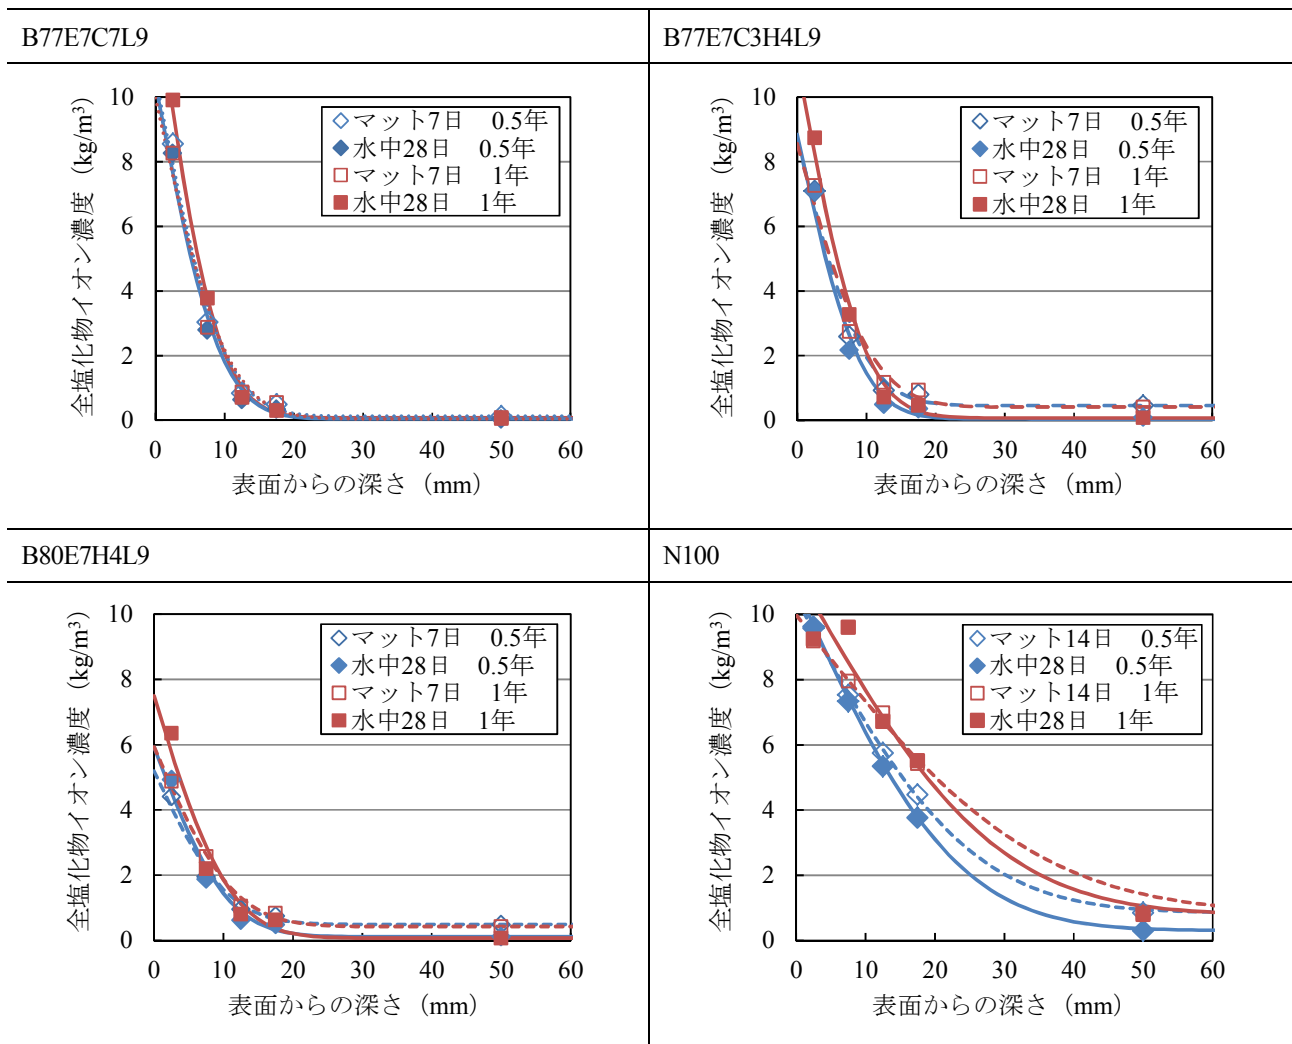 B77E7C7L9
B77E7C3H4L9
全塩化物イオン濃度（kg/m³）
10
8
6
4
2
0
マット7日 0.5年
水中28日 0.5年
マット7日 1年
水中28日 1年
0 10 20 30 40 50 60
表面からの深さ（mm）
全塩化物イオン濃度（kg/m³）
10
8
6
4
2
0
マット7日 0.5年
水中28日 0.5年
マット7日 1年
水中28日 1年
0 10 20 30 40 50 60
表面からの深さ（mm）
B80E7H4L9
N100
全塩化物イオン濃度（kg/m³）
10
8
6
4
2
0
マット7日 0.5年
水中28日 0.5年
マット7日 1年
水中28日 1年
0 10 20 30 40 50 60
表面からの深さ（mm）
全塩化物イオン濃度（kg/m³）
10
8
6
4
2
0
マット14日 0.5年
水中28日 0.5年
マット14日 1年
水中28日 1年
0 10 20 30 40 50 60
表面からの深さ（mm）